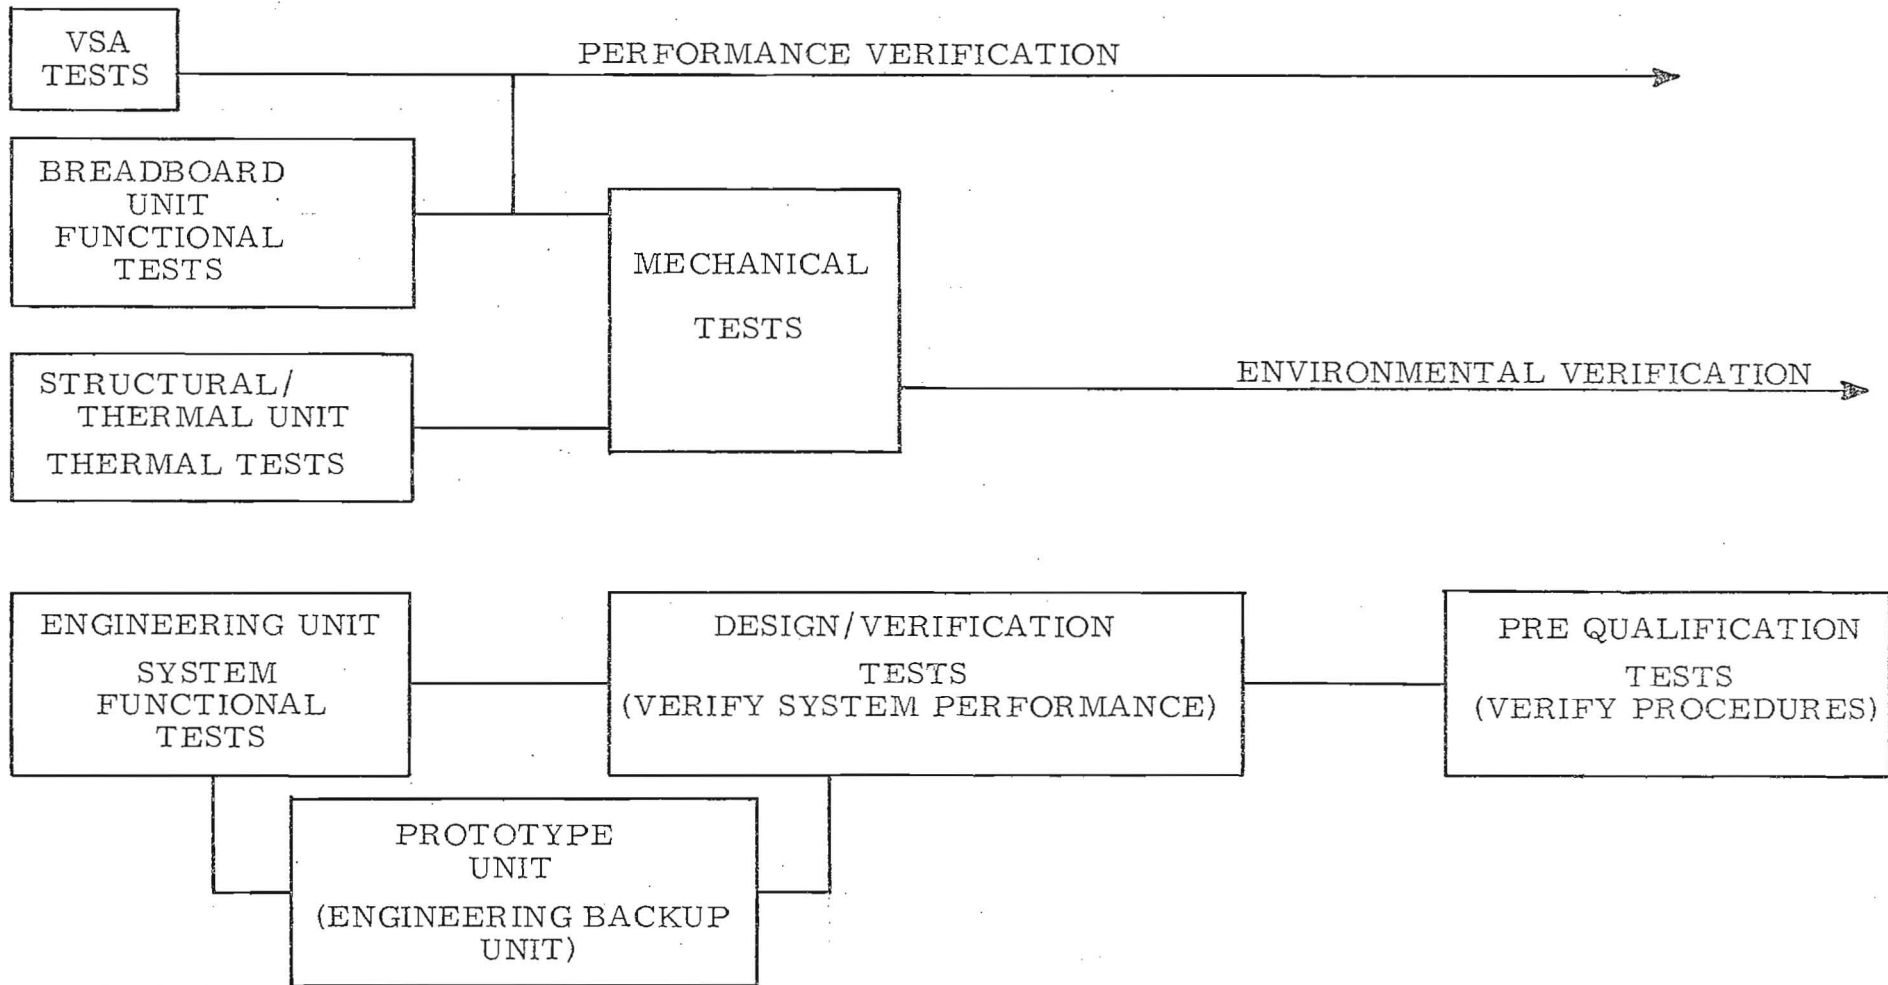 VSA
TESTS
PERFORMANCE VERIFICATION
BREADBOARD
UNIT
FUNCTIONAL
TESTS
MECHANICAL
TESTS
STRUCTURAL/
THERMAL UNIT
THERMAL TESTS
ENVIRONMENTAL VERIFICATION
ENGINEERING UNIT
SYSTEM
FUNCTIONAL
TESTS
DESIGN/VERIFICATION
TESTS
(VERIFY SYSTEM PERFORMANCE)
PRE QUALIFICATION
TESTS
(VERIFY PROCEDURES)
PROTOTYPE
UNIT
(ENGINEERING BACKUP
UNIT)